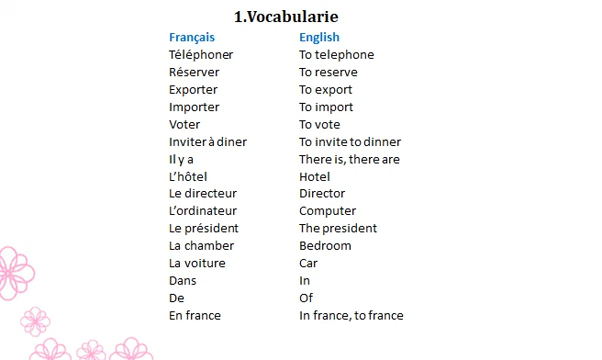 1.Vocabularie
Français English
Téléphoner To telephone
Réserver To reserve
Exporter To export
Importer To import
Voter To vote
Inviter à diner To invite to dinner
Il y a There is, there are
L'hôtel Hotel
Le directeur Director
L'ordinateur Computer
Le président The president
La chamber Bedroom
La voiture Car
Dans In
De Of
En france In france, to france